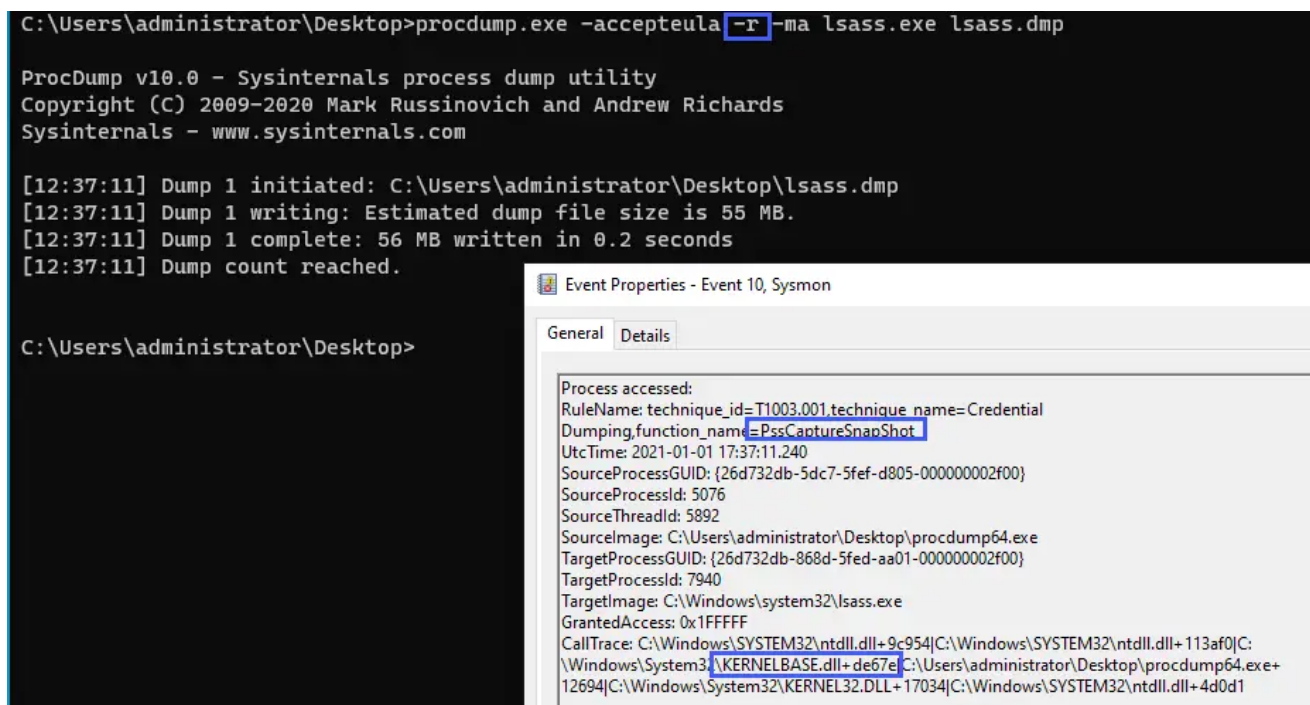 C:\Users\administrator\Desktop>procdump.exe -accepteula -r -ma lsass.exe lsass.dmp
ProcDump v10.0 - Sysinternals process dump utility
Copyright (C) 2009-2020 Mark Russinovich and Andrew Richards
Sysinternals - www.sysinternals.com
[12:37:11] Dump 1 initiated: C:\Users\administrator\Desktop\lsass.dmp
[12:37:11] Dump 1 writing: Estimated dump file size is 55 MB.
[12:37:11] Dump 1 complete: 56 MB written in 0.2 seconds
[12:37:11] Dump count reached.
C:\Users\administrator\Desktop>
Event Properties - Event 10, Sysmon
General Details
Process accessed:
RuleName: technique_id=T1003.001,technique_name=Credential
Dumping,function_name=PssCaptureSnapShot
UtcTime: 2021-01-01 17:37:11.240
SourceProcessGUID: {26d732db-5dc7-5fef-d805-000000002f00}
SourceProcessId: 5076
SourceThreadId: 5892
SourceImage: C:\Users\administrator\Desktop\procdump64.exe
TargetProcessGUID: {26d732db-868d-5fed-aa01-000000002f00}
TargetProcessId: 7940
TargetImage: C:\Windows\system32\lsass.exe
GrantedAccess: 0x1FFFFF
CallTrace: C:\Windows\SYSTEM32\ntdll.dll+9c954|C:\Windows\SYSTEM32\ntdll.dll+113af0|C:
\Windows\System32\KERNELBASE.dll+de67e|C:\Users\administrator\Desktop\procdump64.exe+
12694|C:\Windows\System32\KERNEL32.DLL+17034|C:\Windows\SYSTEM32\ntdll.dll+4d0d1